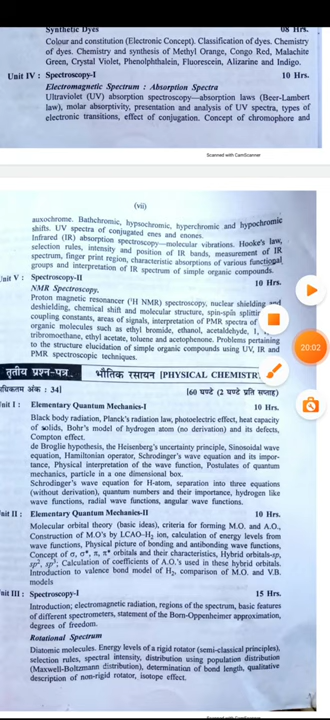 Synthetic Dyes 08 Hrs.
Colour and constitution (Electronic Concept). Classification of dyes. Chemistry
of dyes. Chemistry and synthesis of Methyl Orange, Congo Red, Malachite
Green, Crystal Violet, Phenolphthalein, Fluorescein, Alizarine and Indigo.
Unit IV : Spectroscopy-I 10 Hrs.
Electromagnetic Spectrum : Absorption Spectra
Ultraviolet (UV) absorption spectroscopy—absorption laws (Beer-Lambert
law), molar absorptivity, presentation and analysis of UV spectra, types of
electronic transitions, effect of conjugation. Concept of chromophore and
Scanned with CamScanner
(vii)
auxochrome. Bathchromic, hypsochromic, hyperchromic and hypochromic
shifts. UV spectra of conjugated enes and enones.
Infrared (IR) absorption spectroscopy—molecular vibrations. Hooke's law,
selection rules, intensity and position of IR bands, measurement of IR
spectrum, finger print region, characteristic absorptions of various functional
groups and interpretation of IR spectrum of simple organic compounds.
Unit V : Spectroscopy-II 10 Hrs.
NMR Spectroscopy.
Proton magnetic resonancer (¹H NMR) spectroscopy, nuclear shielding and
deshielding, chemical shift and molecular structure, spin-spin
coupling constants, areas of signals, interpretation of PMR spectra of
organic molecules such as ethyl bromide, ethanol, acetaldehyde, 1,
tribromoethane, ethyl acetate, toluene and acetophenone. Problems pertaining
to the structure elucidation of simple organic compounds using UV, IR and
PMR spectroscopic techniques.
20:02
तृतीय प्रश्न-पत्र. भौतिक रसायन [PHYSICAL
अंक : 34] [60 घण्टे (2 घण्टे प्रति सप्ताह)
Unit I : Elementary Quantum Mechanics-I 10 Hrs.
Black body radiation, Planck's radiation law, photoelectric effect, heat capacity
of solids, Bohr's model of hydrogen atom (no derivation) and its defects,
Compton effect.
de Broglie hypothesis, the Heisenberg's uncertainty principle, Sinosoidal wave
equation, Hamiltonian operator, Schrodinger's wave equation and its impor-
tance, Physical interpretation of the wave function, Postulates of quantum
mechanics, particle in a one dimensional box.
Schrodinger's wave equation for H-atom, separation into three equations
(without derivation), quantum numbers and their importance, hydrogen like
wave functions, radial wave functions, angular wave functions.
Unit II : Elementary Quantum Mechanics-II 10 Hrs.
Molecular orbital theory (basic ideas), criteria for forming M.O. and A.O.,
Construction of M.O's by LCAO–H₂ ion, calculation of energy levels from
wave functions, Physical picture of bonding and antibonding wave functions,
Concept of σ, σ*, π, π* orbitals and their characteristics, Hybrid orbitals-sp,
sp², sp³; Calculation of coefficients of A.O.'s used in these hybrid orbitals.
Introduction to valence bond model of H₂, comparison of M.O. and V.B.
models
Unit III : Spectroscopy-I 15 Hrs.
Introduction; electromagnetic radiation, regions of the spectrum, basic features
of different spectrometers, statement of the Born-Oppenheimer approximation,
degrees of freedom.
Rotational Spectrum
Diatomic molecules. Energy levels of a rigid rotator (semi-classical principles),
selection rules, spectral intensity, distribution using population distribution
(Maxwell-Boltzmann distribution), determination of bond length, qualitative
description of non-rigid rotator, isotope effect.